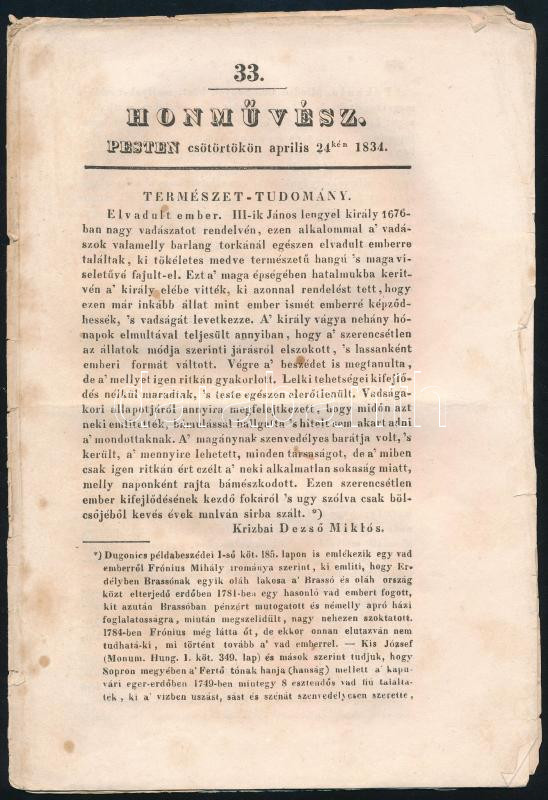 33.
HONMŰVÉSZ.
PESTEN csötörtökön aprilis 24kén 1834.
TERMÉSZET-TUDOMÁNY.
Elvadult ember. III-ik János lengyel király 1676-
ban nagy vadászatot rendelvén, ezen alkalommal a' vadá-
szok valamelly barlang torkánál egészen elvadult emberre
találtak, ki tökéletes medve természetű hangú 's maga vi-
seletűvé fajult-el. Ezt a' maga épségében hatalmukba kerit-
vén a' király elébe vitték, ki azonnal rendelést tett, hogy
ezen már inkább állat mint ember ismét emberré képződ-
hessék, 's vadságát levetkezze. A' király vágya nehány hó-
napok elmultával teljesült annyiban, hogy a' szerencsétlen
az állatok módja szerinti járásról elszokott, 's lassanként
emberi formát váltott. Végre a' beszédet is megtanulta,
de a' mellyet igen ritkán gyakorlott. Lelki tehetségei kifejlő-
dés nélkül maradtak, 's teste egészen elerőtlenült. Vadsága-
kori állapotjáról annyira megfelejtkezett, hogy midőn azt
neki emlitették, bámulással hallgata 's hitelt sem akart adni
a' mondottaknak. A' magánynak szenvedélyes barátja volt, 's
került, a' mennyire lehetett, minden társaságot, de a' miben
csak igen ritkán ért czélt a' neki alkalmatlan sokaság miatt,
melly naponként rajta bámészkodott. Ezen szerencsétlen
ember kifejlődésének kezdő fokáról 's ugy szólva csak böl-
csőjéből kevés évek mulván sirba szált. *)
Krizbai Dezső Miklós.
*) Dugonics példabeszédei I-ső köt. 185. lapon is emlékezik egy vad
emberről Frónius Mihály irománya szerint, ki emliti, hogy Er-
délyben Brassónak egyik oláh lakosa a' Brassó és oláh ország
közt elterjedő erdőben 1781-ben egy hasonló vad embert fogott,
kit azután Brassóban pénzért mutogatott és némelly apró házi
foglalatosságra, miután megszelidült, nagy nehezen szoktatott.
1784-ben Frónius még látta őt, de ekkor onnan elutazván nem
tudhatá-ki, mi történt tovább a' vad emberrel. — Kis József
(Monum. Hung. 1. köt. 349. lap) és mások szerint tudjuk, hogy
Sopron megyében a' Fertő tónak hanja (hanság) mellett a' kapu-
vári eger-erdőben 1749-ben mintegy 8 esztendős vad fiú találta-
ték, ki a' vizben uszást, sást és szénát szenvedélyesen szerette,